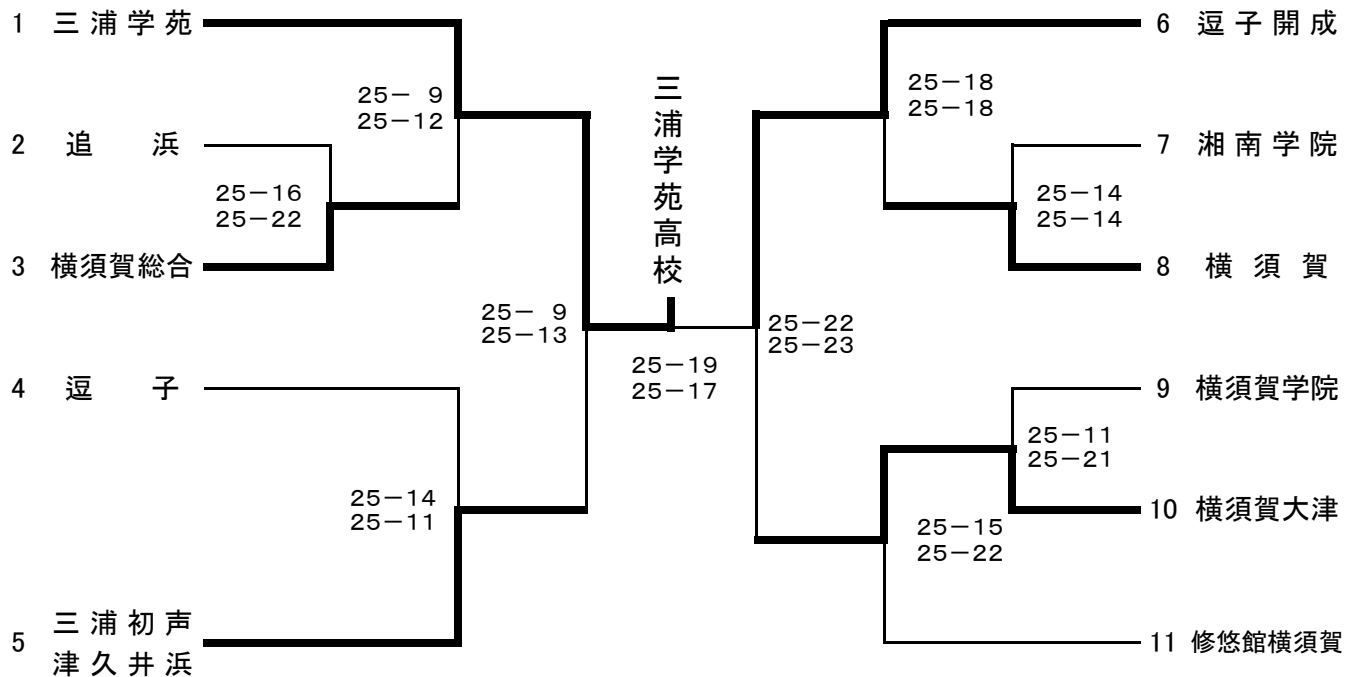 1 三浦学苑
25－ 9
25－12
2 追 浜
25－16
25－22
3 横須賀総合
25－ 9
25－13
4 逗 子
25－14
25－11
5 三浦初声
津久井浜
三浦学苑高校
25－19
25－17
6 逗子開成
25－18
25－18
7 湘南学院
25－14
25－14
8 横須賀
25－22
25－23
9 横須賀学院
25－11
25－21
10 横須賀大津
25－15
25－22
11 修悠館横須賀